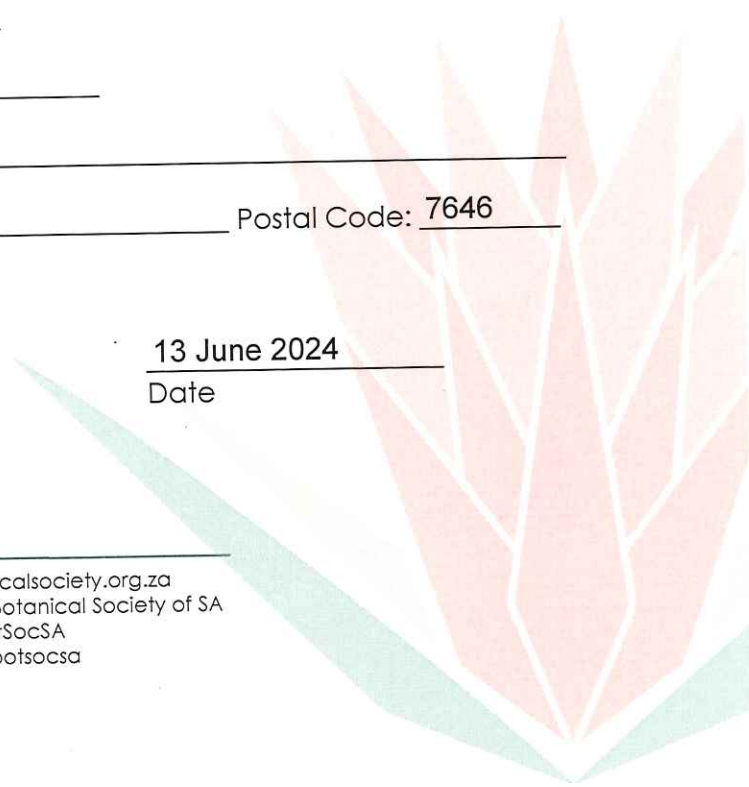 Postal Code: 7646
13 June 2024
Date
calsociety.org.za
otanical Society of SA
SocSA
otsocsa